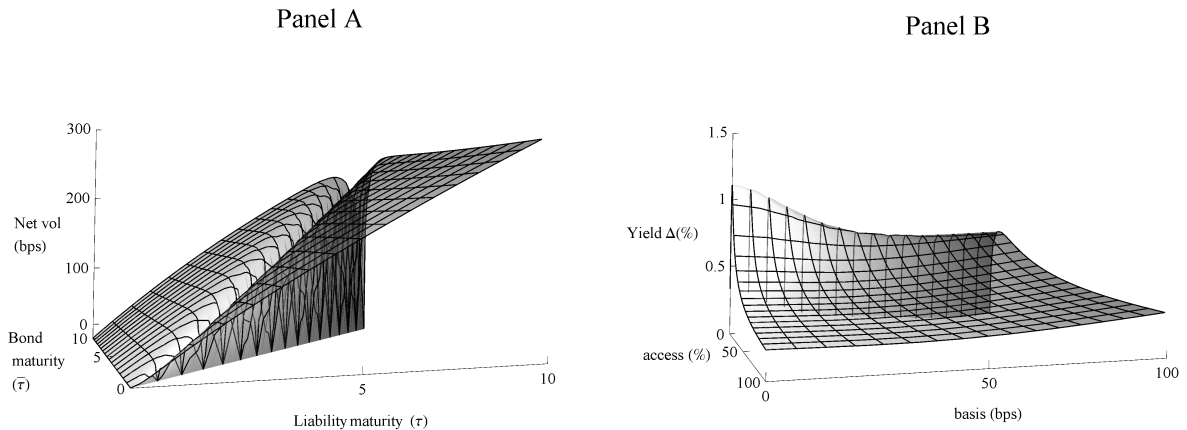 Panel A
Panel B
300
200
Net vol
(bps)
100
0
Bond
maturity
(τ̅)
10
5
0
5
10
Liability maturity (τ)
1.5
1
Yield Δ(%)
0.5
0
access (%)
50
100
0
50
100
basis (bps)